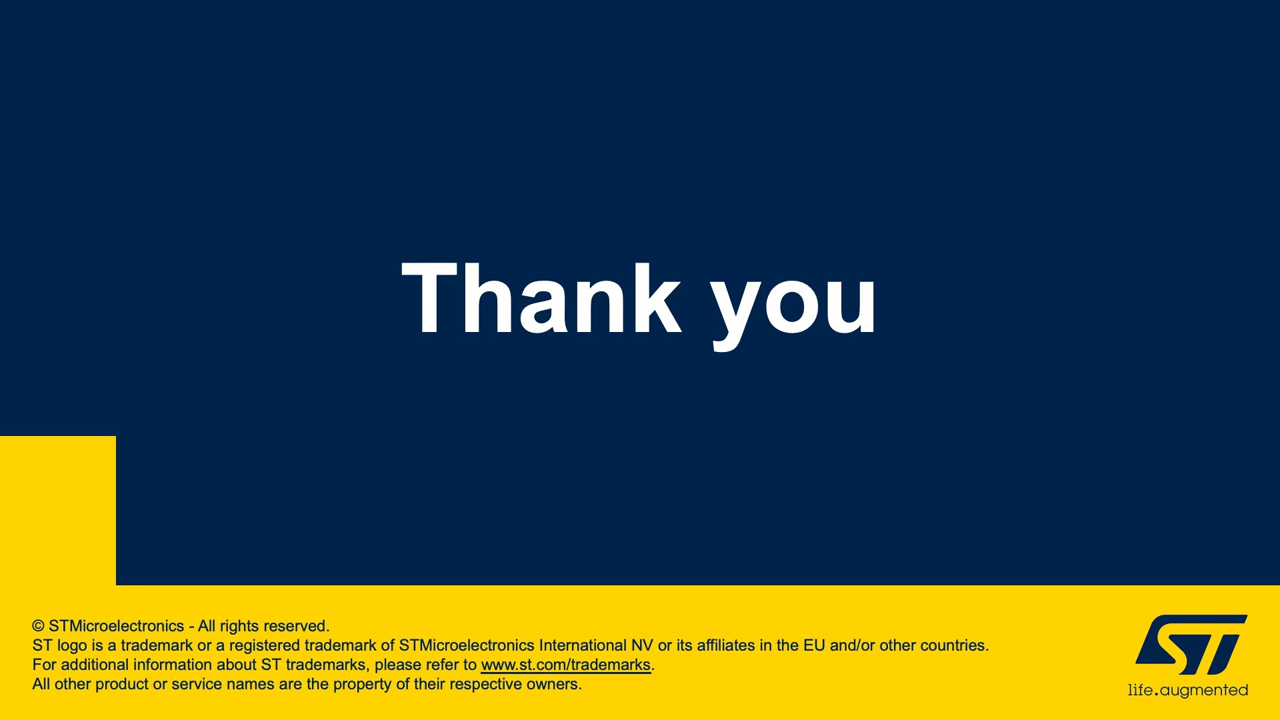 Thank you
© STMicroelectronics - All rights reserved.
ST logo is a trademark or a registered trademark of STMicroelectronics International NV or its affiliates in the EU and/or other countries.
For additional information about ST trademarks, please refer to www.st.com/trademarks.
All other product or service names are the property of their respective owners.
ST
life.augmented